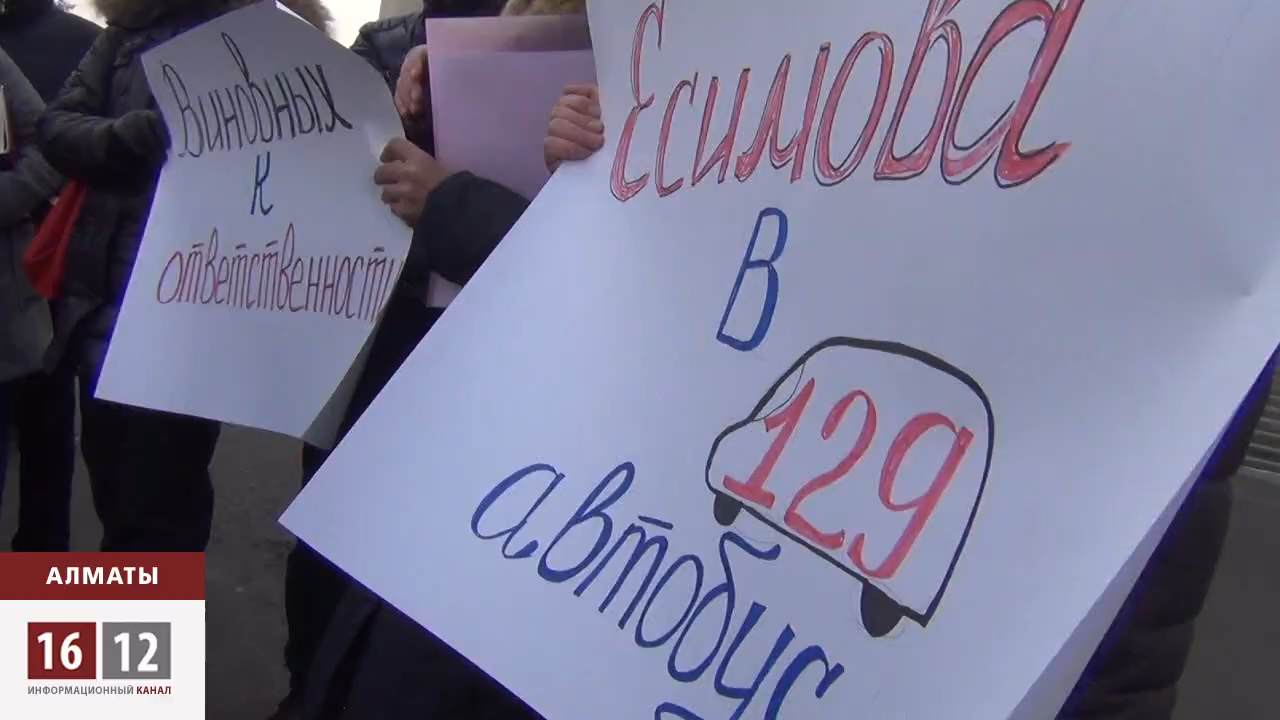 Виновных
к
ответственности
Есимова
в
129
автобус
АЛМАТЫ
16 12
ИНФОРМАЦИОННЫЙ КАНАЛ